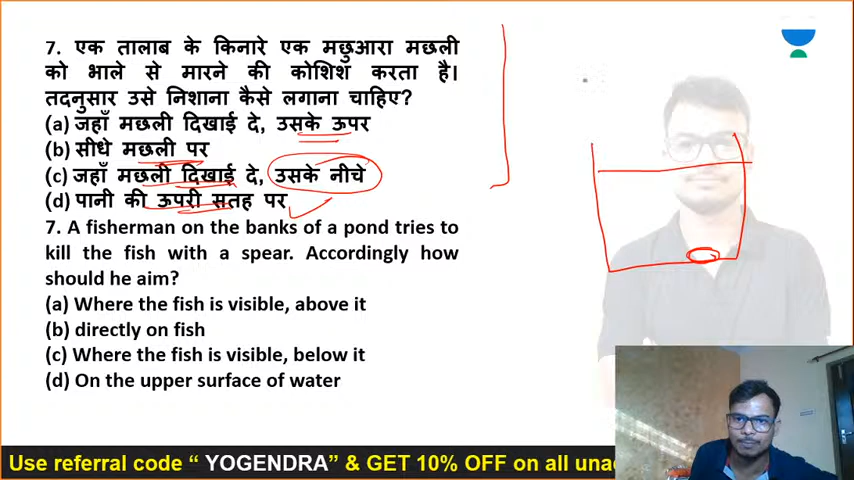 7. एक तालाब के किनारे एक मछुआरा मछली
को भाले से मारने की कोशिश करता है।
तदनुसार उसे निशाना कैसे लगाना चाहिए?
(a) जहाँ मछली दिखाई दे, उसके ऊपर
(b) सीधे मछली पर
(c) जहाँ मछली दिखाई दे, उसके नीचे
(d) पानी की ऊपरी सतह पर
7. A fisherman on the banks of a pond tries to
kill the fish with a spear. Accordingly how
should he aim?
(a) Where the fish is visible, above it
(b) directly on fish
(c) Where the fish is visible, below it
(d) On the upper surface of water
Use referral code “ YOGENDRA” & GET 10% OFF on all